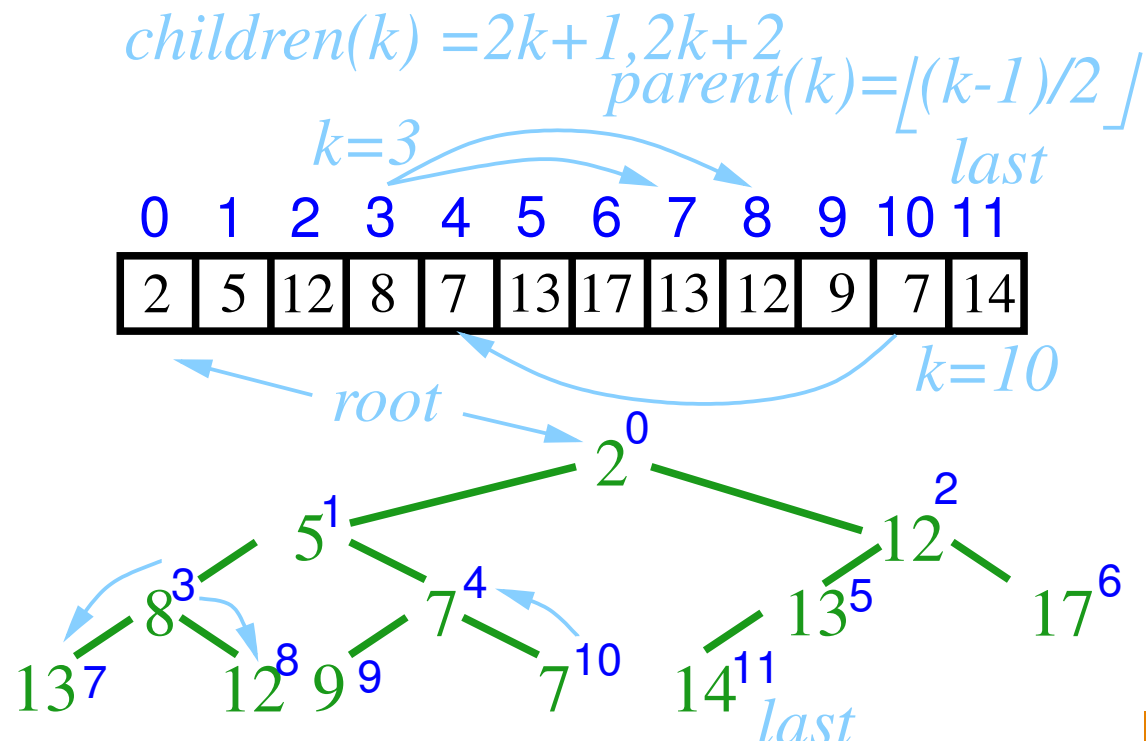 children(k) =2k+1,2k+2
parent(k)=⌊(k-1)/2 ⌋
k=3
last
0 1 2 3 4 5 6 7 8 9 10 11
2 5 12 8 7 13 17 13 12 9 7 14
k=10
root
2 0
5 1 12 2
8 3 7 4 13 5 17 6
13 7 12 8 9 9 7 10 14 11
last